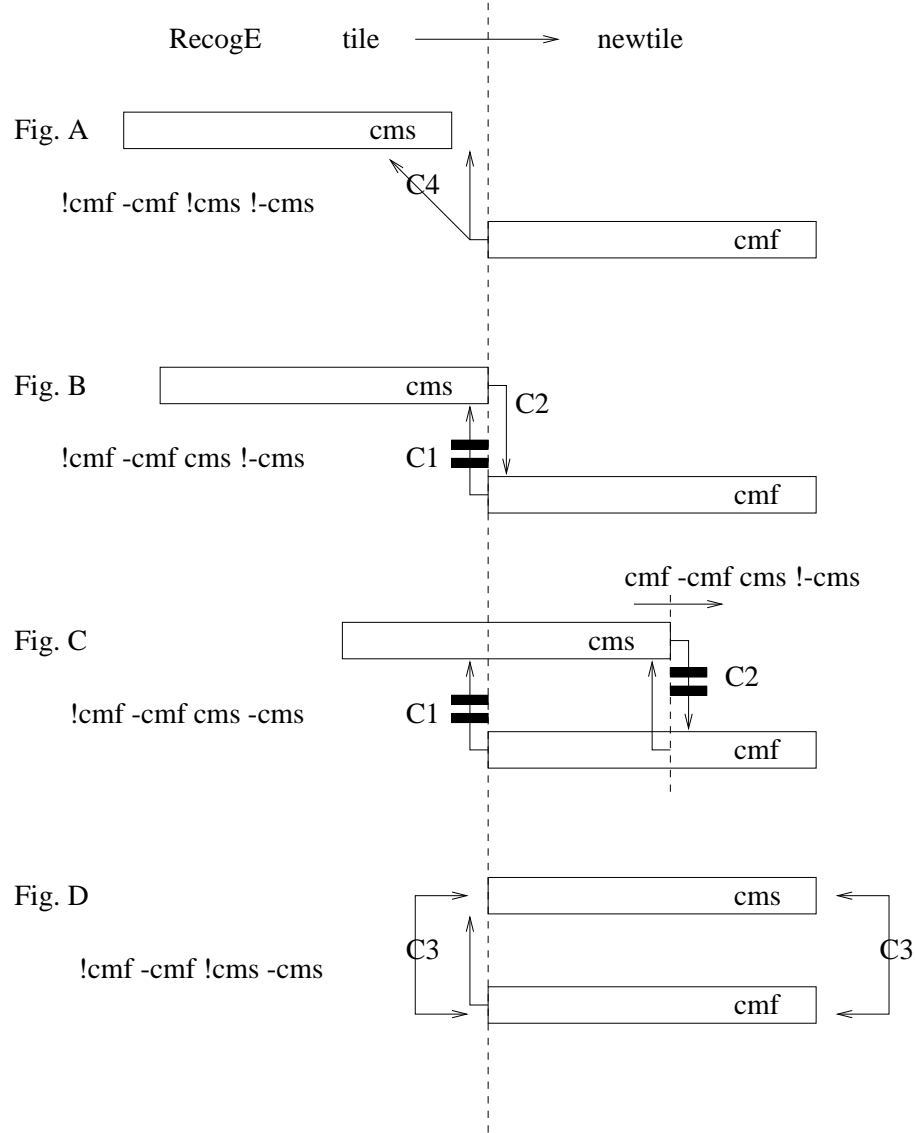 RecogE tile newtile
Fig. A cms
C4
!cmf -cmf !cms !-cms
cmf
Fig. B cms
C2
!cmf -cmf cms !-cms C1
cmf
cmf -cmf cms !-cms
Fig. C cms
C2
!cmf -cmf cms -cms C1
cmf
Fig. D cms
C3 C3
!cmf -cmf !cms -cms
cmf